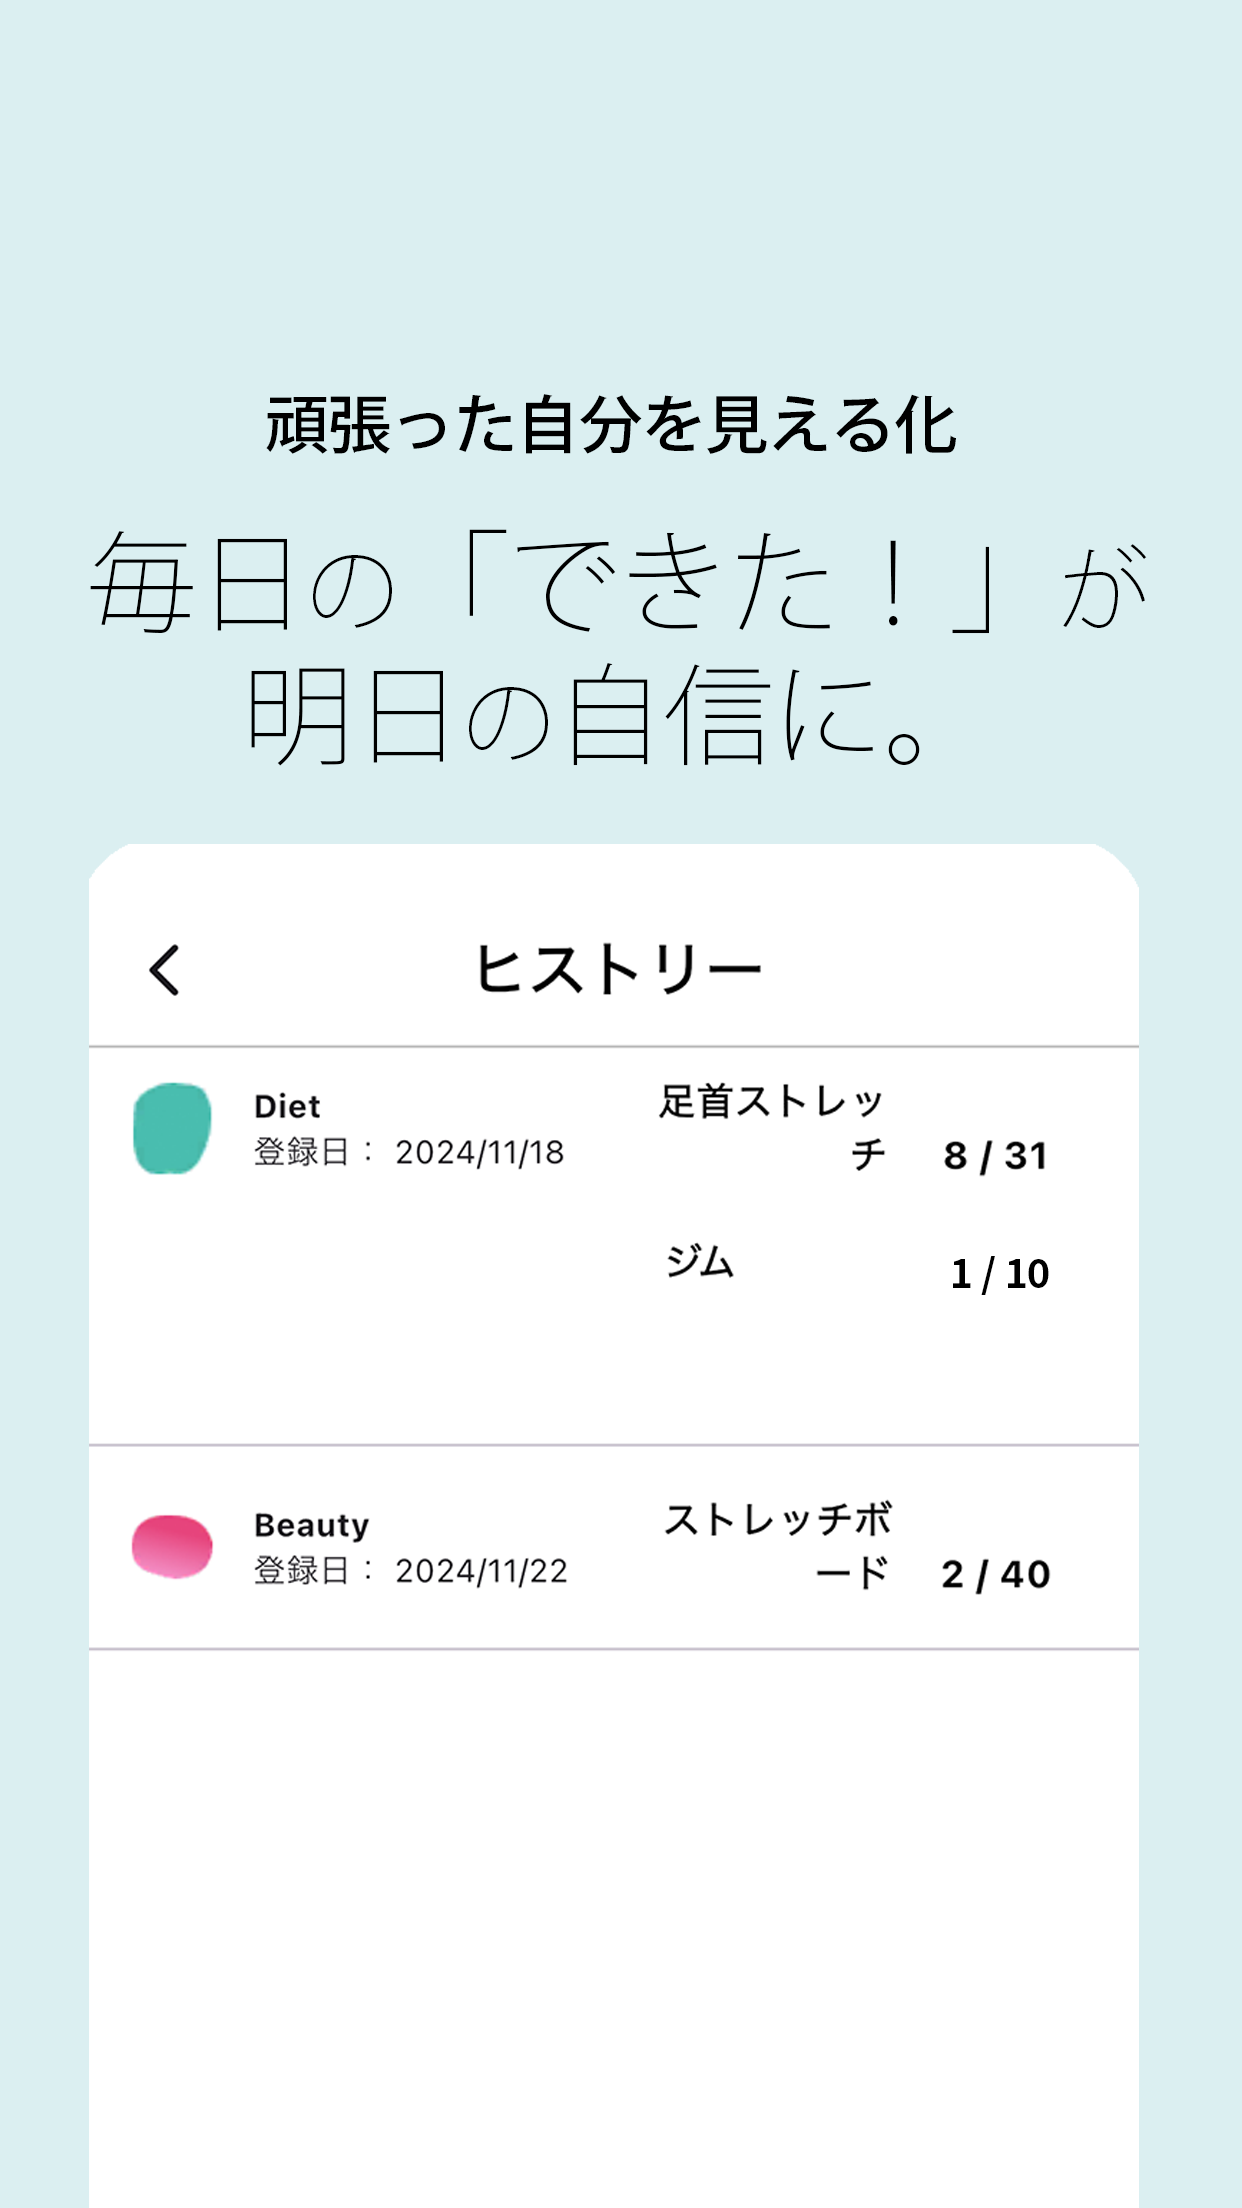 頑張った自分を見える化
毎日の「できた！」が
明日の自信に。
ヒストリー
Diet
登録日： 2024/11/18
足首ストレッ
チ 8 / 31
ジム 1 / 10
Beauty
登録日： 2024/11/22
ストレッチボ
ード 2 / 40